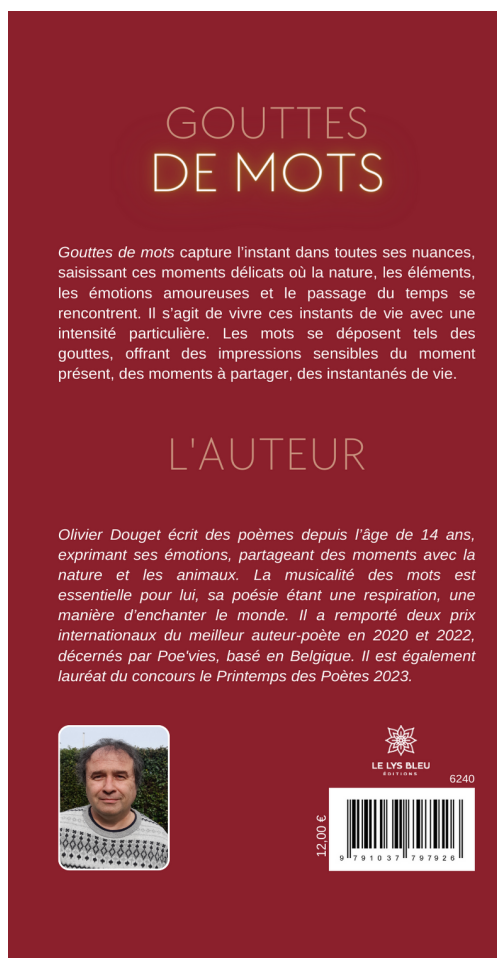 GOUTTES
DE MOTS
Gouttes de mots capture l’instant dans toutes ses nuances,
saisissant ces moments délicats où la nature, les éléments,
les émotions amoureuses et le passage du temps se
rencontrent. Il s’agit de vivre ces instants de vie avec une
intensité particulière. Les mots se déposent tels des
gouttes, offrant des impressions sensibles du moment
présent, des moments à partager, des instantanés de vie.
L'AUTEUR
Olivier Douget écrit des poèmes depuis l’âge de 14 ans,
exprimant ses émotions, partageant des moments avec la
nature et les animaux. La musicalité des mots est
essentielle pour lui, sa poésie étant une respiration, une
manière d’enchanter le monde. Il a remporté deux prix
internationaux du meilleur auteur-poète en 2020 et 2022,
décernés par Poe'vies, basé en Belgique. Il est également
lauréat du concours le Printemps des Poètes 2023.
LE LYS BLEU
ÉDITIONS
6240
12,00 €
9 791037 797926